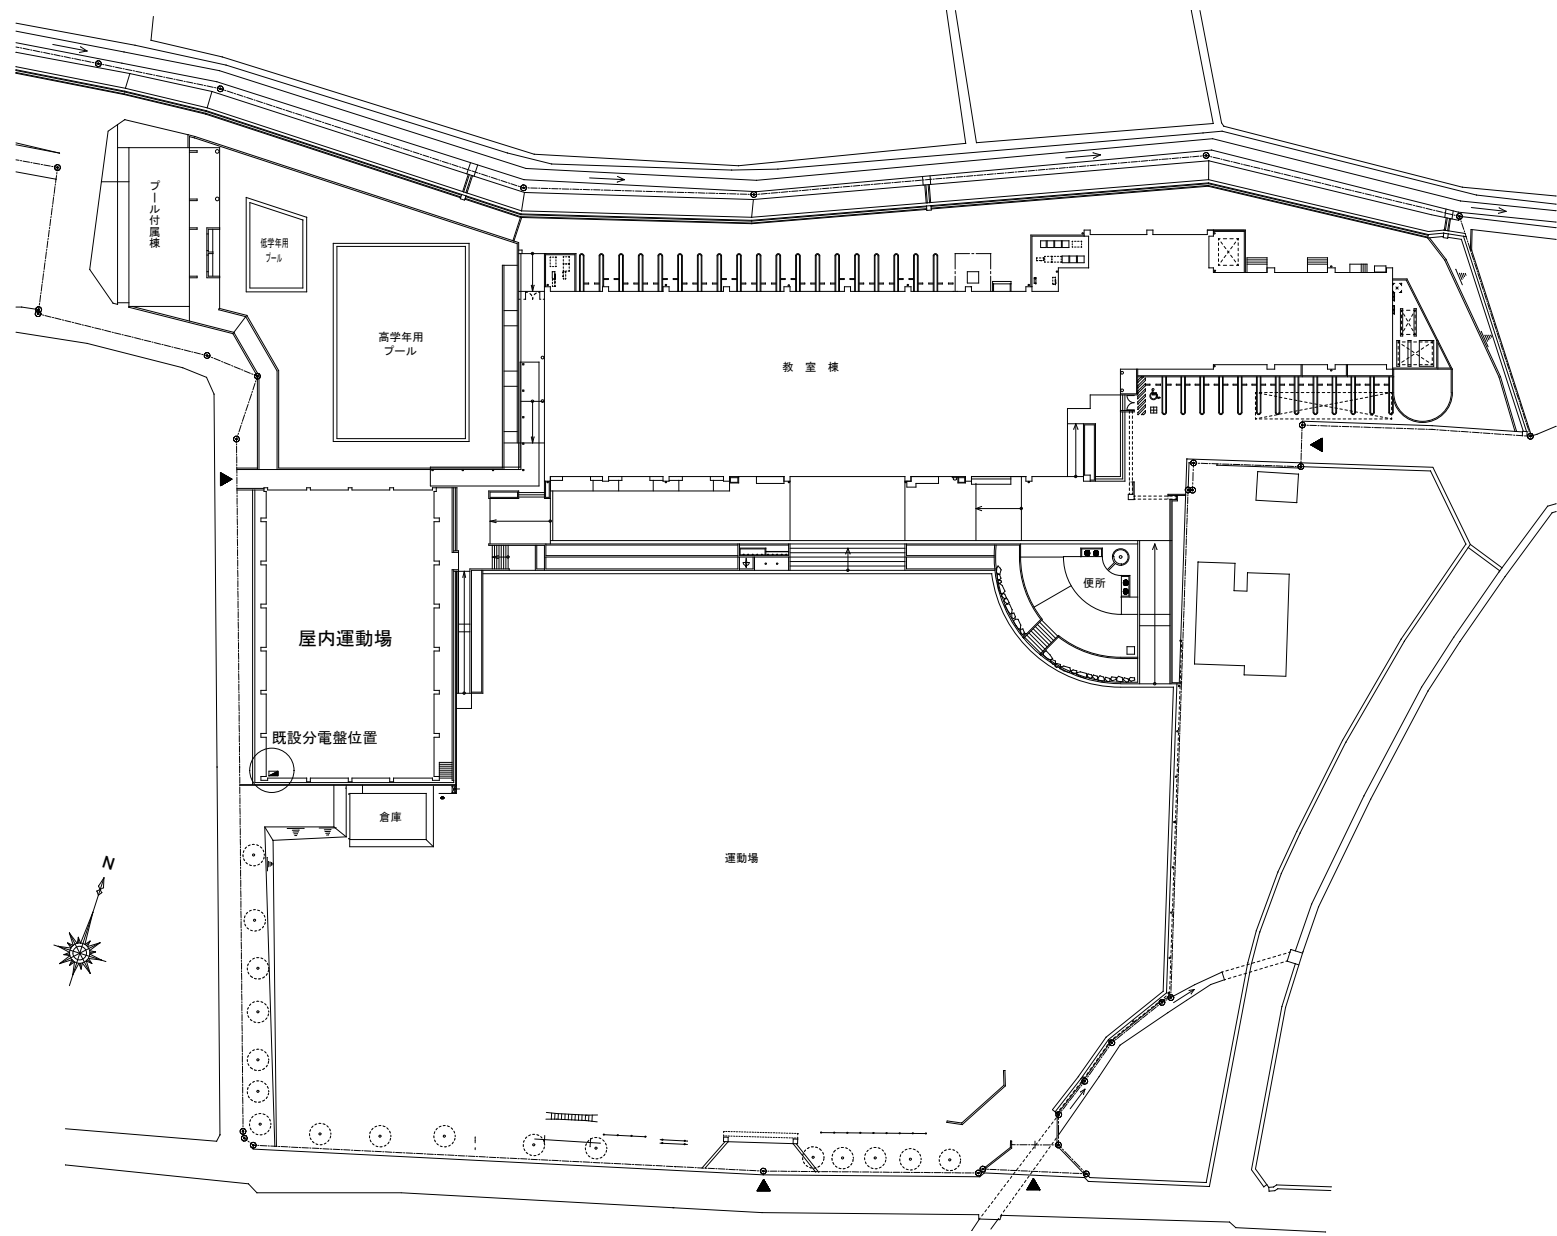 プール付属棟
低学年用
プール
高学年用
プール
教 室 棟
便所
屋内運動場
既設分電盤位置
倉庫
運動場
N